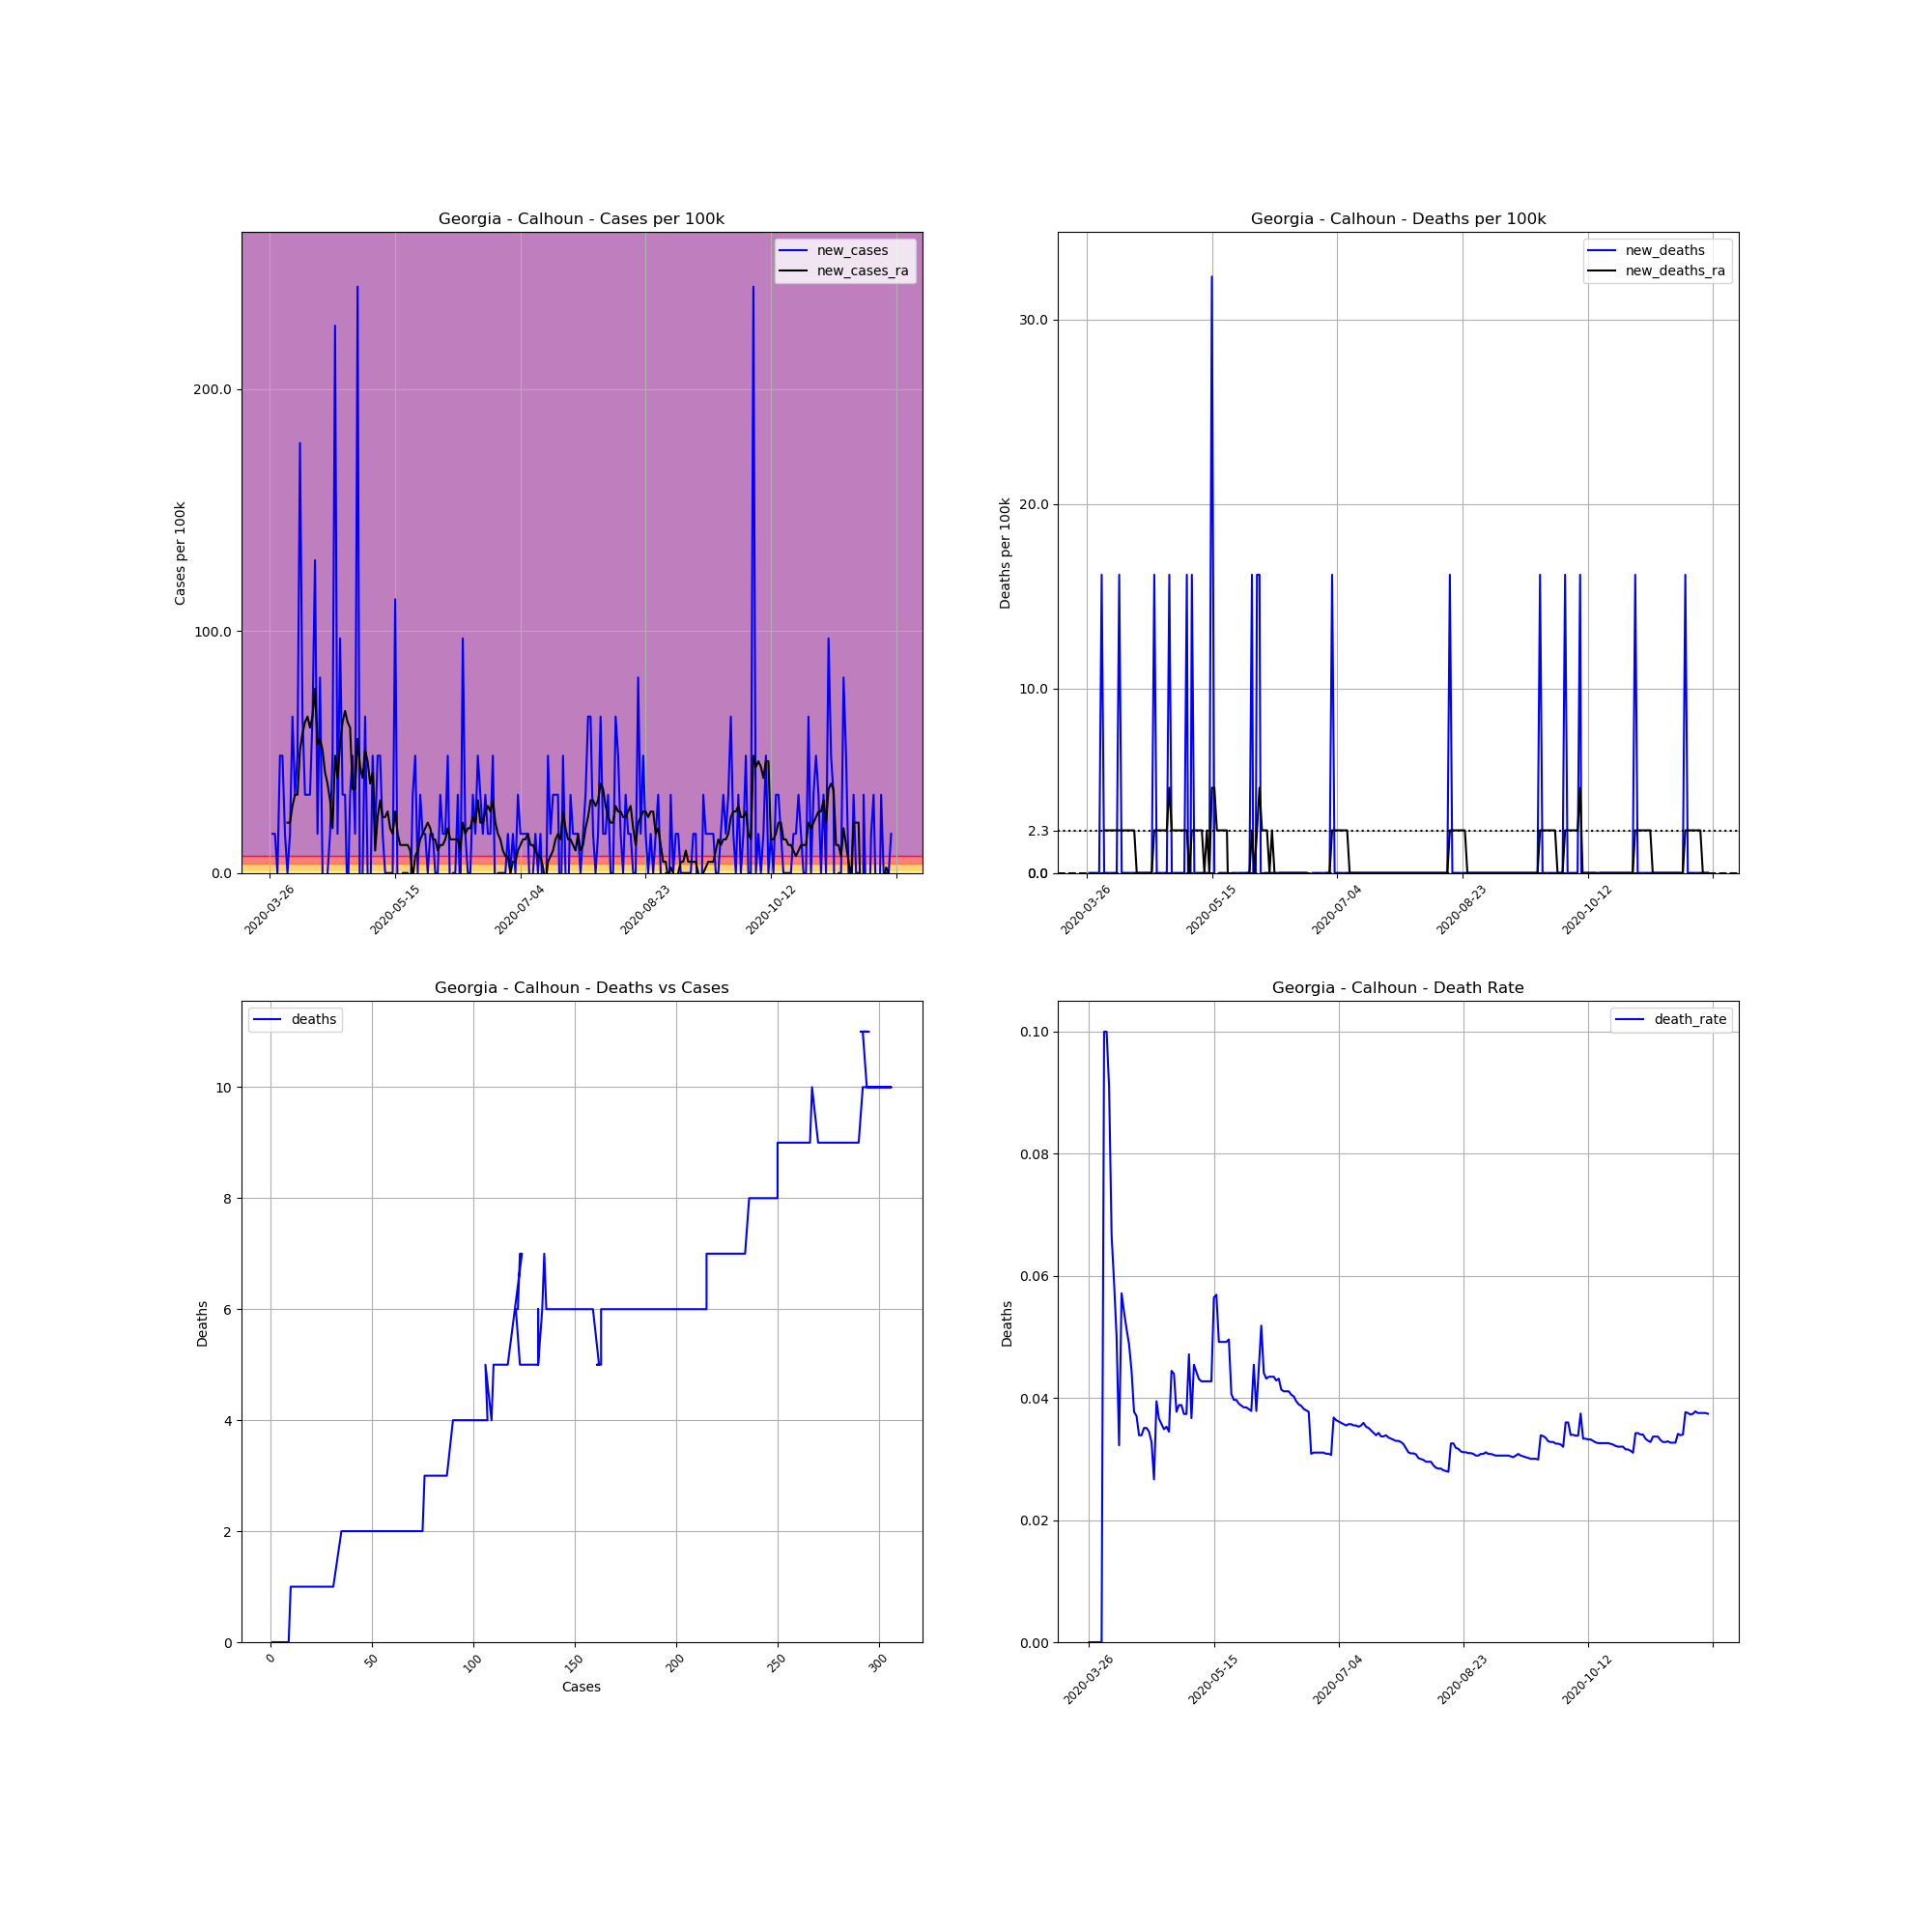 Georgia - Calhoun - Cases per 100k
new_cases
new_cases_ra
Cases per 100k
200.0
100.0
0.0
2020-03-26
2020-05-15
2020-07-04
2020-08-23
2020-10-12
Georgia - Calhoun - Deaths per 100k
new_deaths
new_deaths_ra
Deaths per 100k
30.0
20.0
10.0
2.3
0.0
2020-03-26
2020-05-15
2020-07-04
2020-08-23
2020-10-12
Georgia - Calhoun - Deaths vs Cases
deaths
Deaths
10
8
6
4
2
0
0
50
100
150
200
250
300
Cases
Georgia - Calhoun - Death Rate
death_rate
Deaths
0.10
0.08
0.06
0.04
0.02
0.00
2020-03-26
2020-05-15
2020-07-04
2020-08-23
2020-10-12